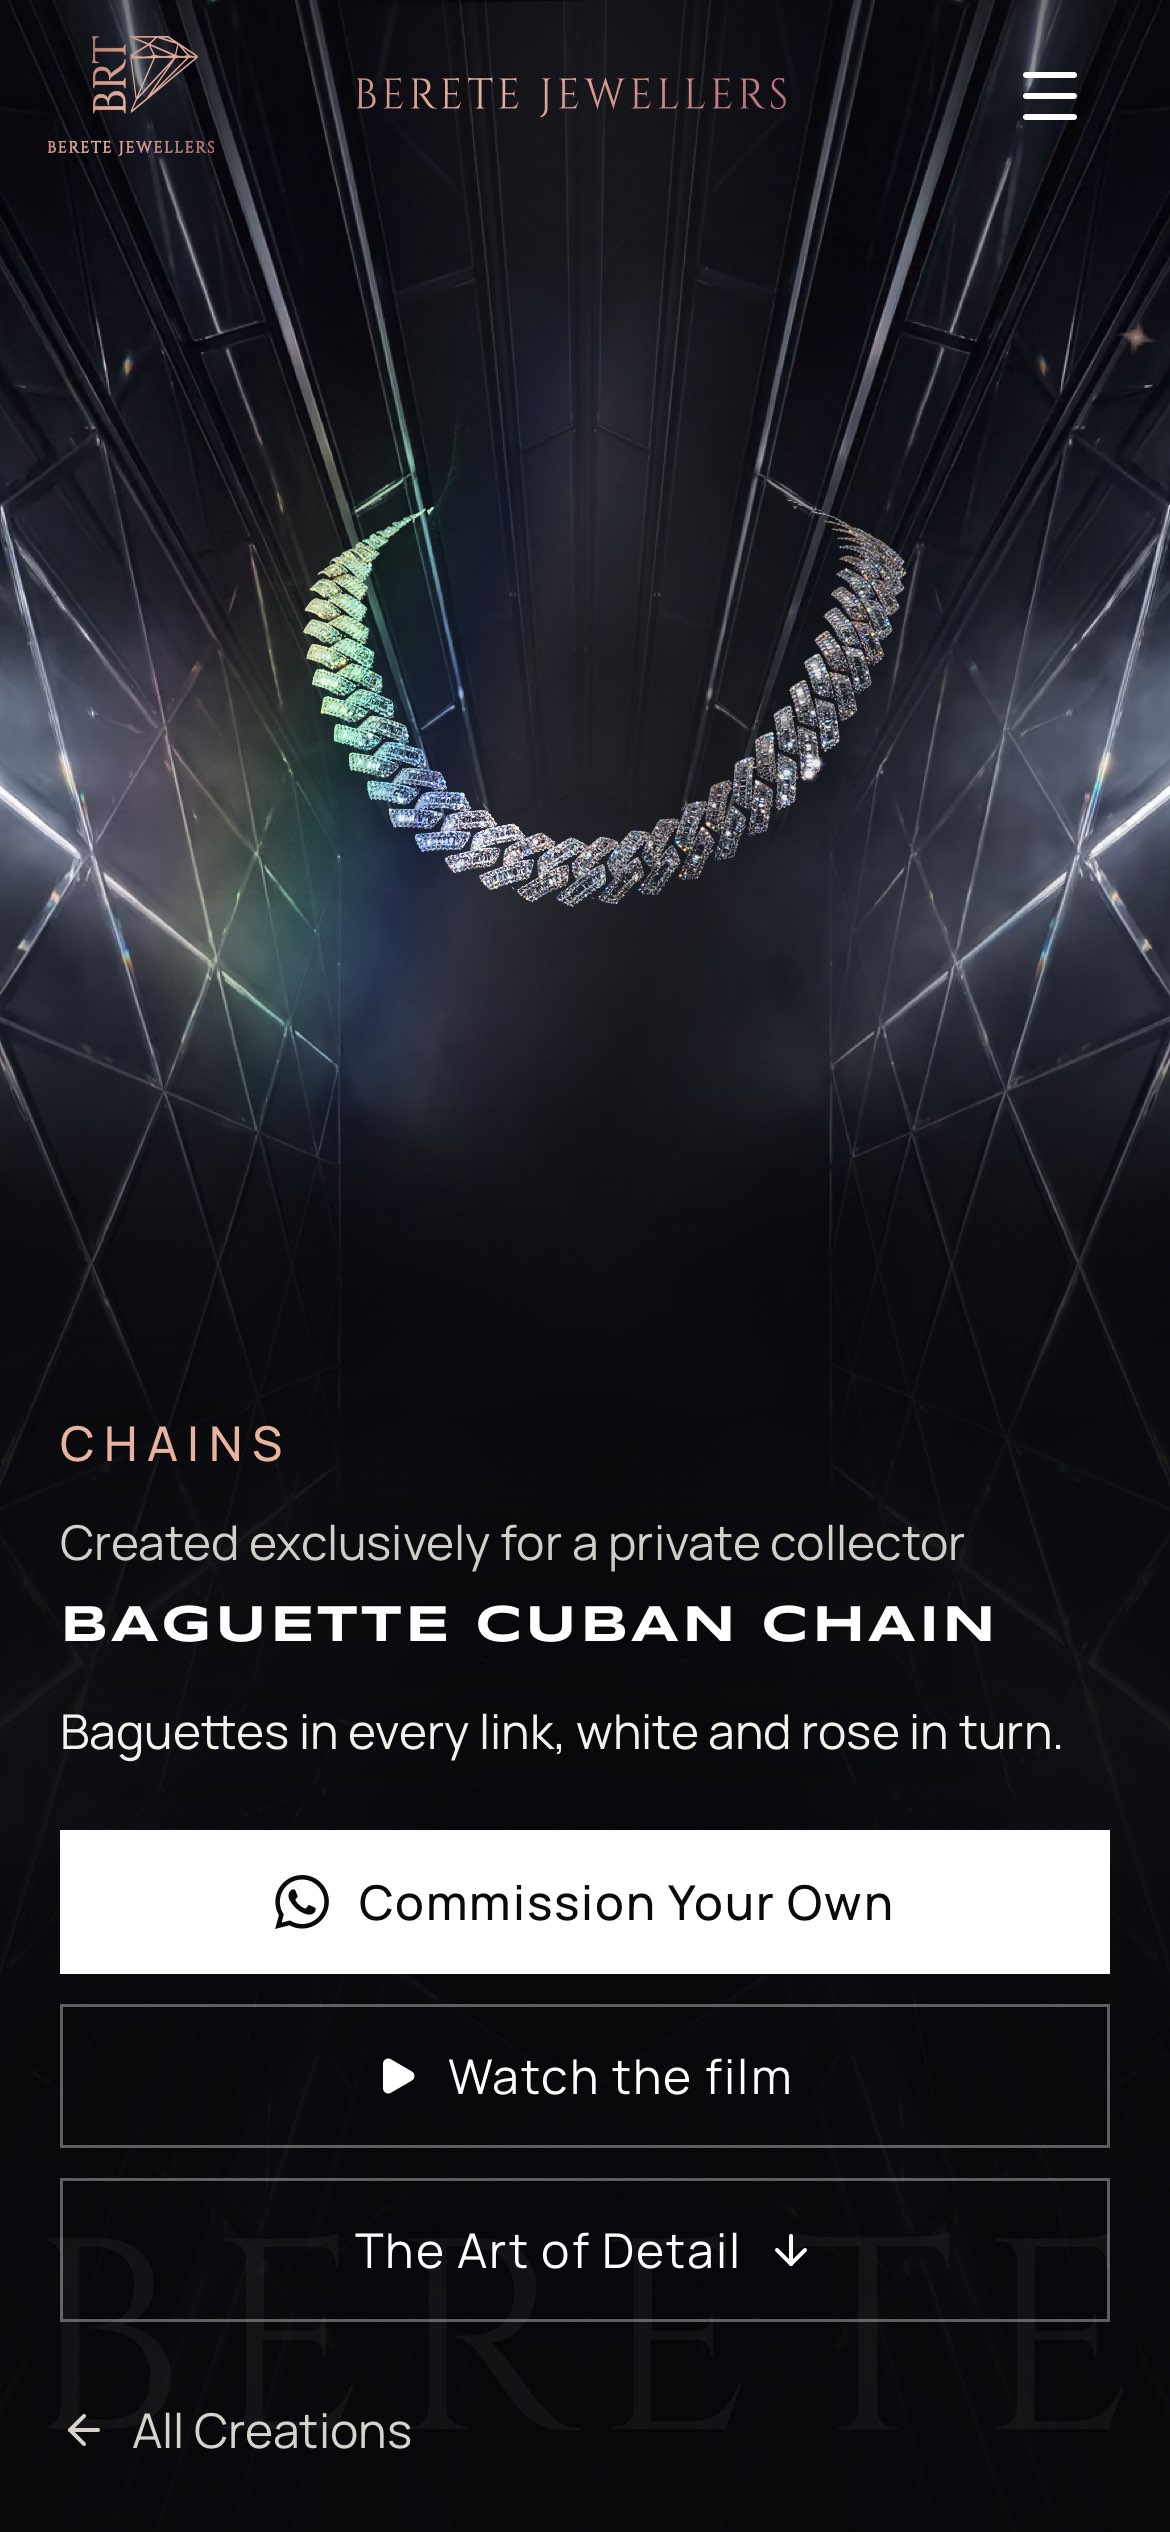 BRT
BERETE JEWELLERS
BERETE JEWELLERS
CHAINS
Created exclusively for a private collector
BAGUETTE CUBAN CHAIN
Baguettes in every link, white and rose in turn.
Commission Your Own
Watch the film
The Art of Detail
BERETE
All Creations